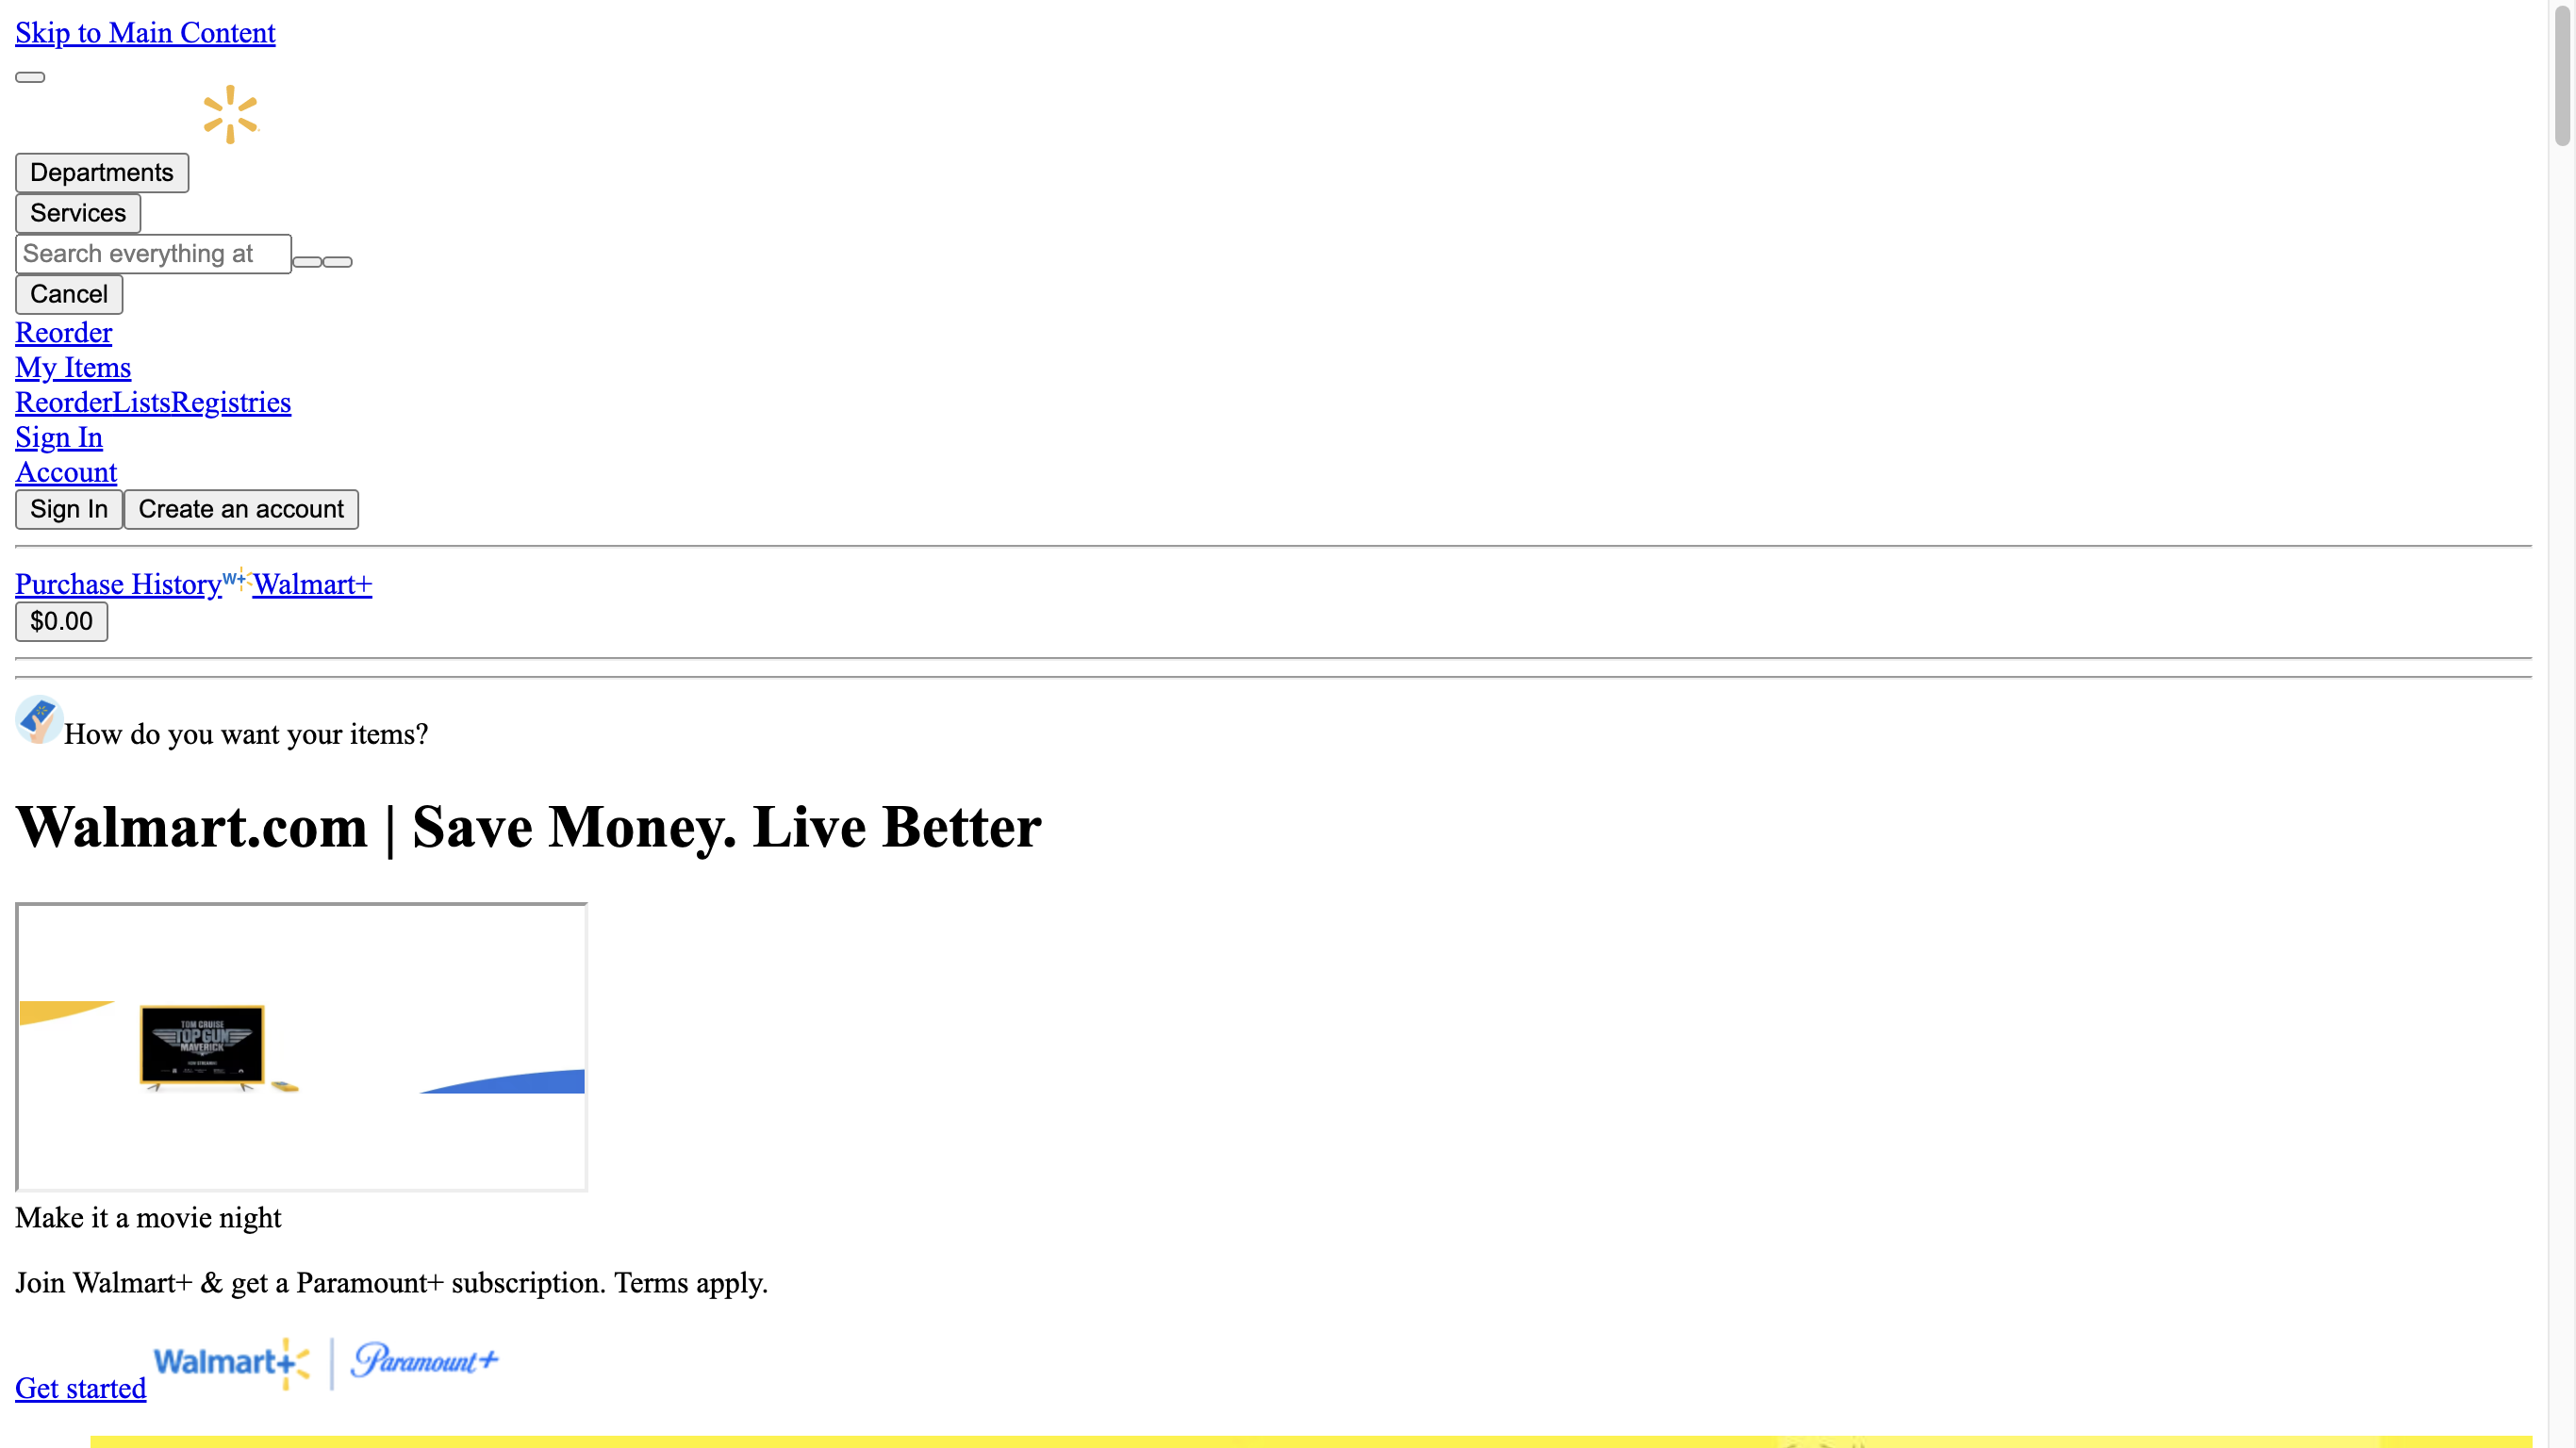 Skip to Main Content
Departments
Services
Search everything at
Cancel
Reorder
My Items
ReorderListsRegistries
Sign In
Account
Sign In Create an account
Purchase History W+ Walmart+
$0.00
How do you want your items?
Walmart.com | Save Money. Live Better
TOM CRUISE
TOP GUN
MAVERICK
Make it a movie night
Join Walmart+ & get a Paramount+ subscription. Terms apply.
Get started Walmart+ | Paramount+